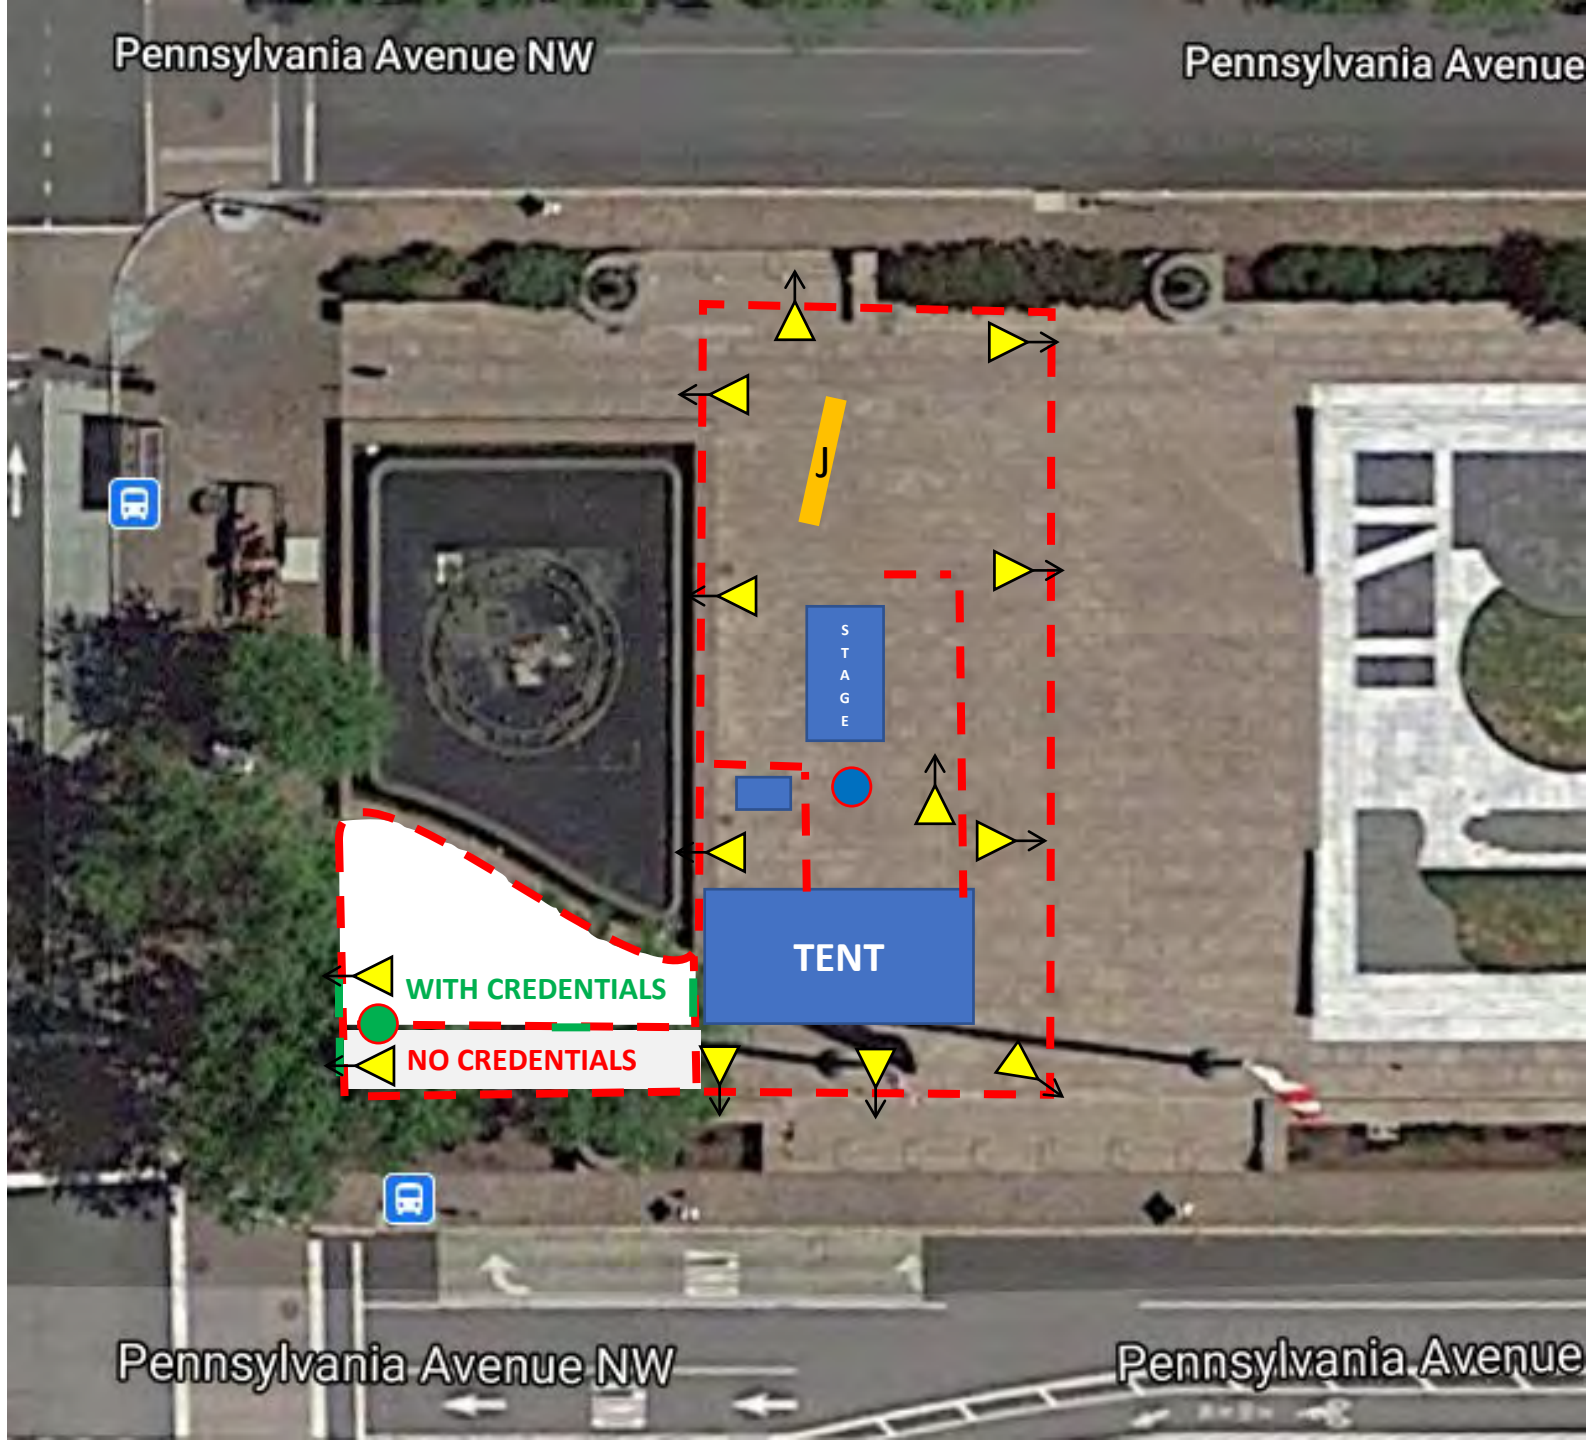 Pennsylvania Avenue NW
Pennsylvania Avenue
J
S
T
A
G
E
TENT
WITH CREDENTIALS
NO CREDENTIALS
Pennsylvania Avenue NW
Pennsylvania Avenue